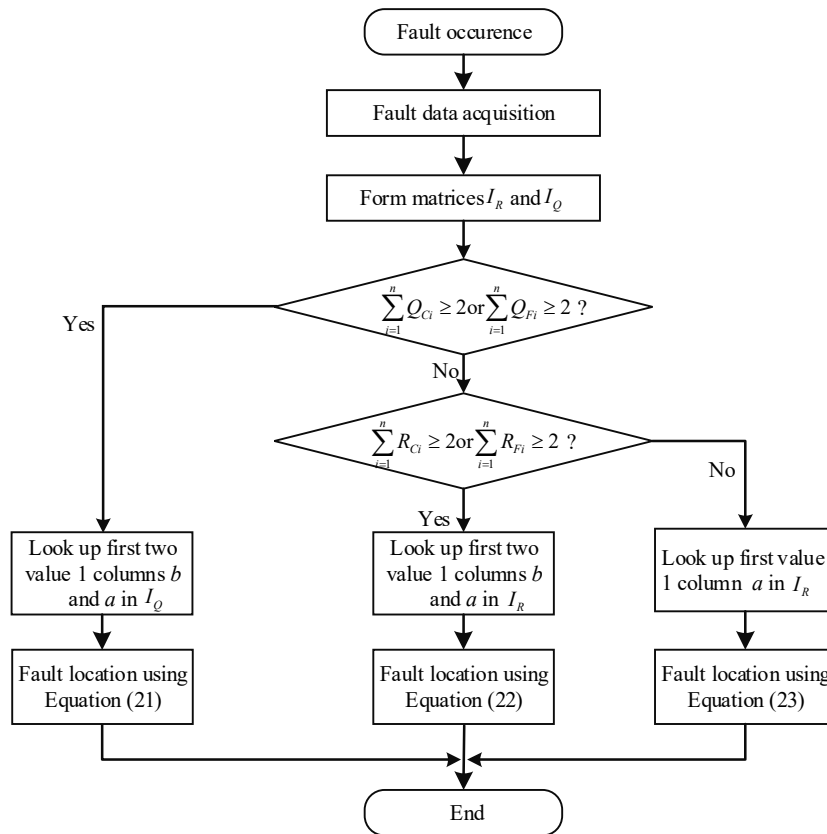 Fault occurence
Fault data acquisition
Form matrices I_R and I_Q
\sum_{i=1}^{n} Q_{Ci} ≥ 2 or \sum_{i=1}^{n} Q_{Fi} ≥ 2 ?
Yes
No
\sum_{i=1}^{n} R_{Ci} ≥ 2 or \sum_{i=1}^{n} R_{Fi} ≥ 2 ?
No
Yes
Look up first two
value 1 columns b
and a in I_Q
Look up first two
value 1 columns b
and a in I_R
Look up first value
1 column a in I_R
Fault location using
Equation (21)
Fault location using
Equation (22)
Fault location using
Equation (23)
End